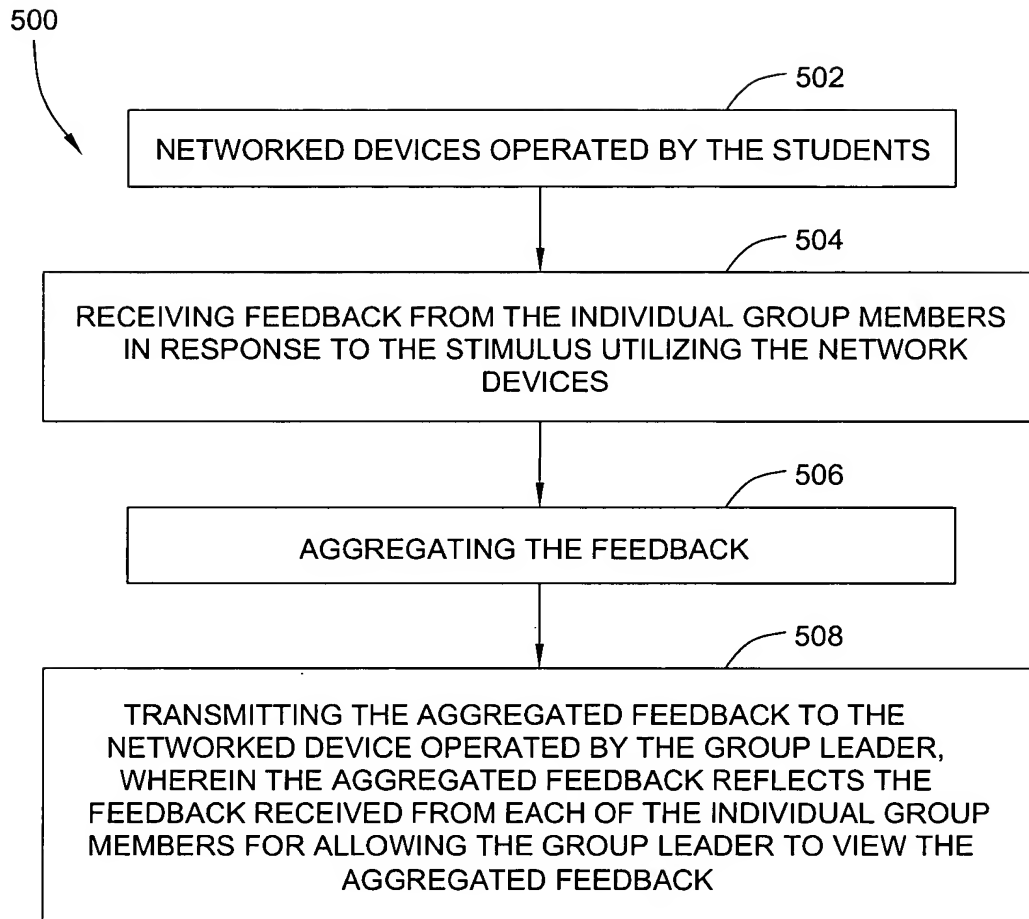 500
502
NETWORKED DEVICES OPERATED BY THE STUDENTS
504
RECEIVING FEEDBACK FROM THE INDIVIDUAL GROUP MEMBERS
IN RESPONSE TO THE STIMULUS UTILIZING THE NETWORK
DEVICES
506
AGGREGATING THE FEEDBACK
508
TRANSMITTING THE AGGREGATED FEEDBACK TO THE
NETWORKED DEVICE OPERATED BY THE GROUP LEADER,
WHEREIN THE AGGREGATED FEEDBACK REFLECTS THE
FEEDBACK RECEIVED FROM EACH OF THE INDIVIDUAL GROUP
MEMBERS FOR ALLOWING THE GROUP LEADER TO VIEW THE
AGGREGATED FEEDBACK